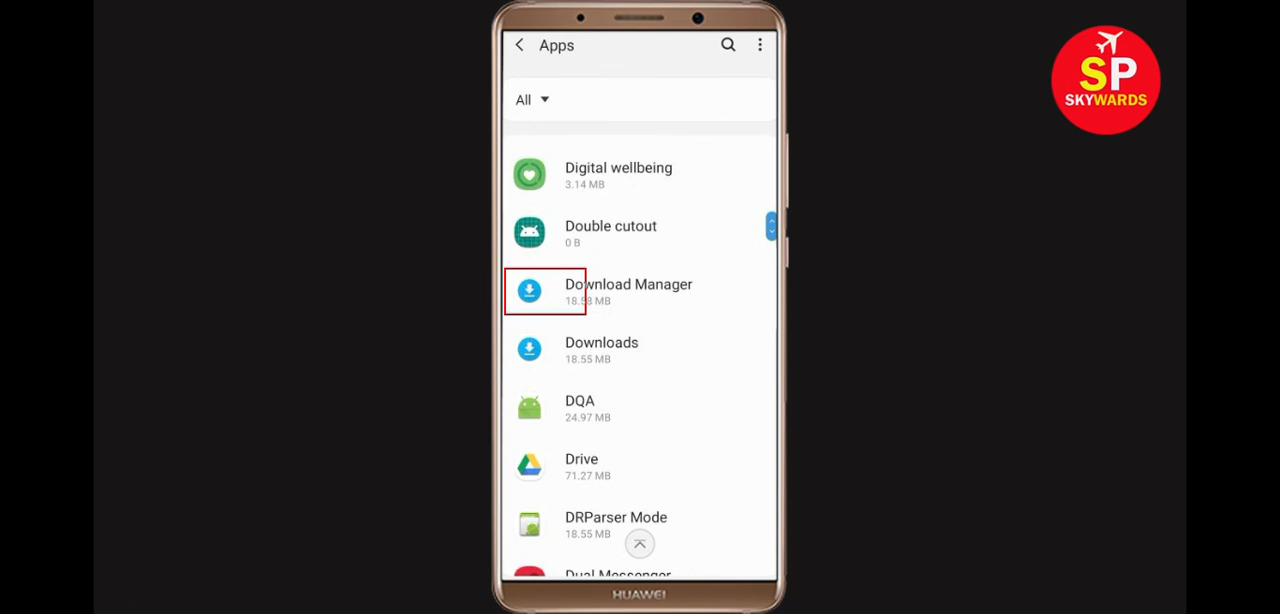 Apps
All
Digital wellbeing
3.14 MB
Double cutout
0 B
Download Manager
18.58 MB
Downloads
18.55 MB
DQA
24.97 MB
Drive
71.27 MB
DRParser Mode
18.55 MB
Dual Messenger
HUAWEI
SP
SKYWARDS